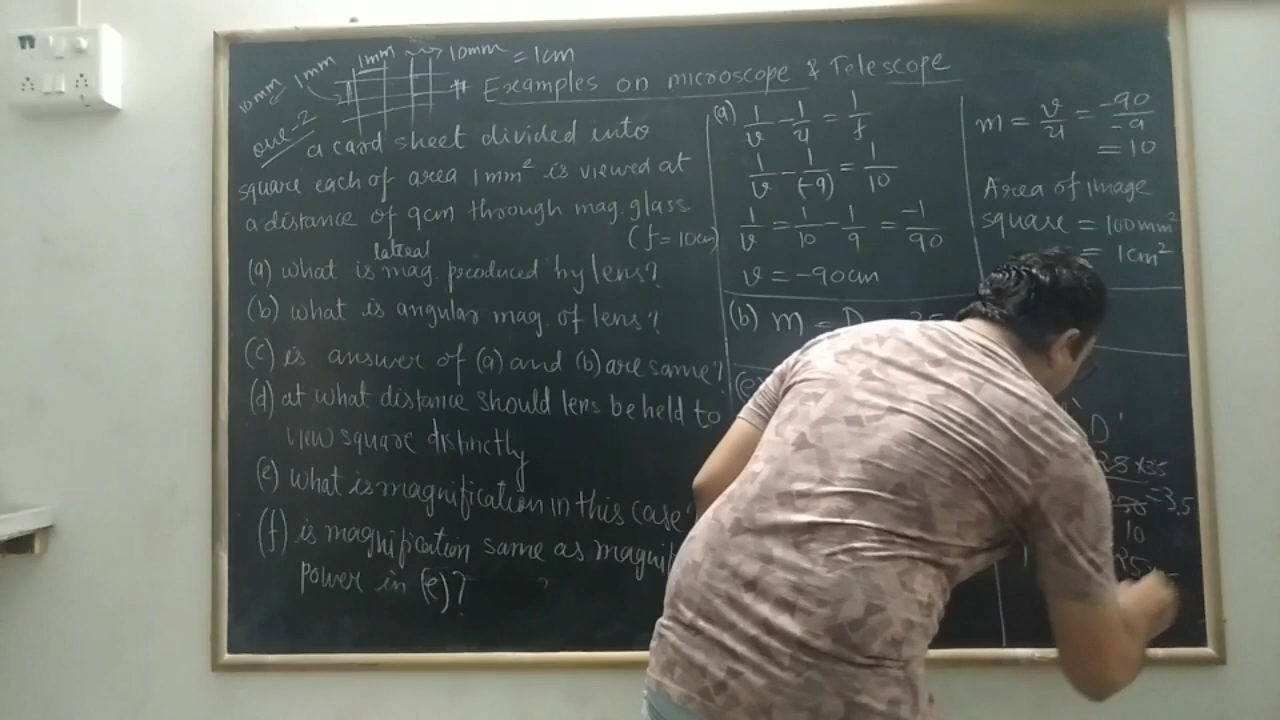 1mm 10mm = 1cm
10mm 1mm
Examples on microscope & Telescope
que-2
a card sheet divided into
square each of area 1mm² is viewed at
a distance of 9cm through mag. glass
(f=10cm)
lateral
(a) what is mag. produced by lens?
(b) what is angular mag. of lens?
(c) is answer of (a) and (b) are same?
(d) at what distance should lens be held to
view square distinctly
(e) what is magnification in this case
(f) is magnification same as magnif
power in (e)?
(a) 1/v - 1/u = 1/f
1/v - 1/(-9) = 1/10
1/v = 1/10 - 1/9 = -1/90
v = -90cm
m = v/u = -90/-9
= 10
Area of image
square = 100mm²
= 1cm²
(b) m = D
'D'
= 3.5
10